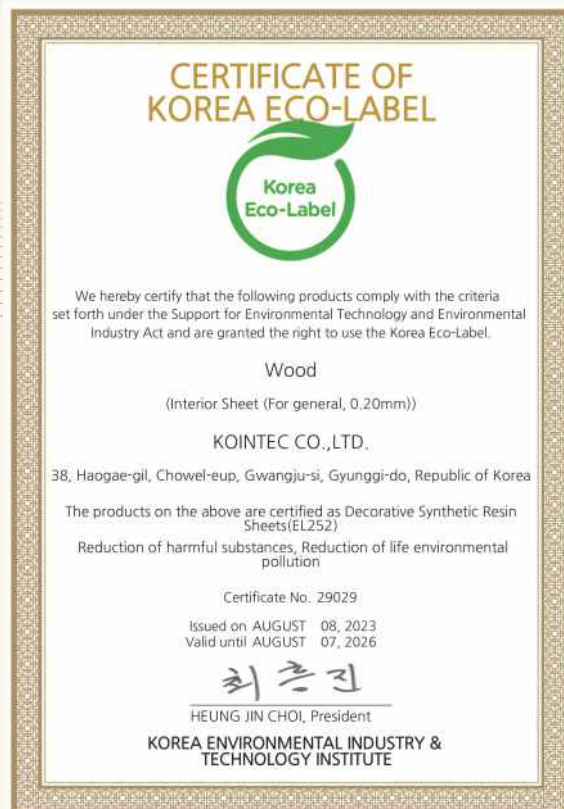 CERTIFICATE OF
KOREA ECO-LABEL
Korea
Eco-Label
We hereby certify that the following products comply with the criteria
set forth under the Support for Environmental Technology and Environmental
Industry Act and are granted the right to use the Korea Eco-Label.
Wood
(Interior Sheet (For general, 0.20mm))
KOINTEC CO.,LTD.
38, Haogae-gil, Chowel-eup, Gwangju-si, Gyunggi-do, Republic of Korea
The products on the above are certified as Decorative Synthetic Resin
Sheets(EL252)
Reduction of harmful substances, Reduction of life environmental
pollution
Certificate No. 29029
Issued on AUGUST 08, 2023
Valid until AUGUST 07, 2026
최흥진
HEUNG JIN CHOI, President
KOREA ENVIRONMENTAL INDUSTRY &
TECHNOLOGY INSTITUTE